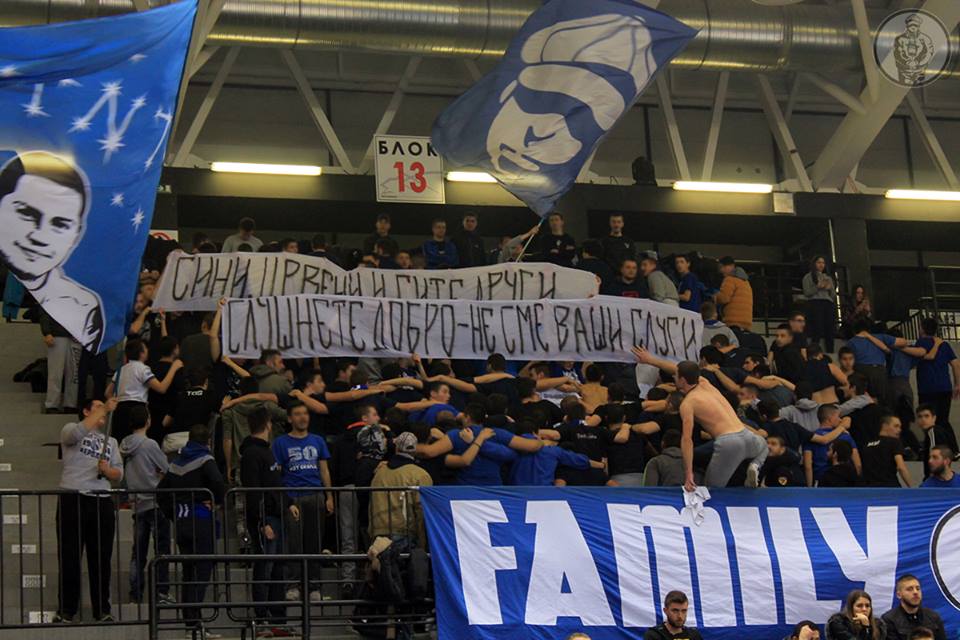 БЛОК
13
СИНИ ЦРВЕНИ И СИТЕ ДРУГИ
СЛУШНЕТЕ ДОБРО-НЕ СМЕ ВАШИ СЛУГИ
50
FAMILY